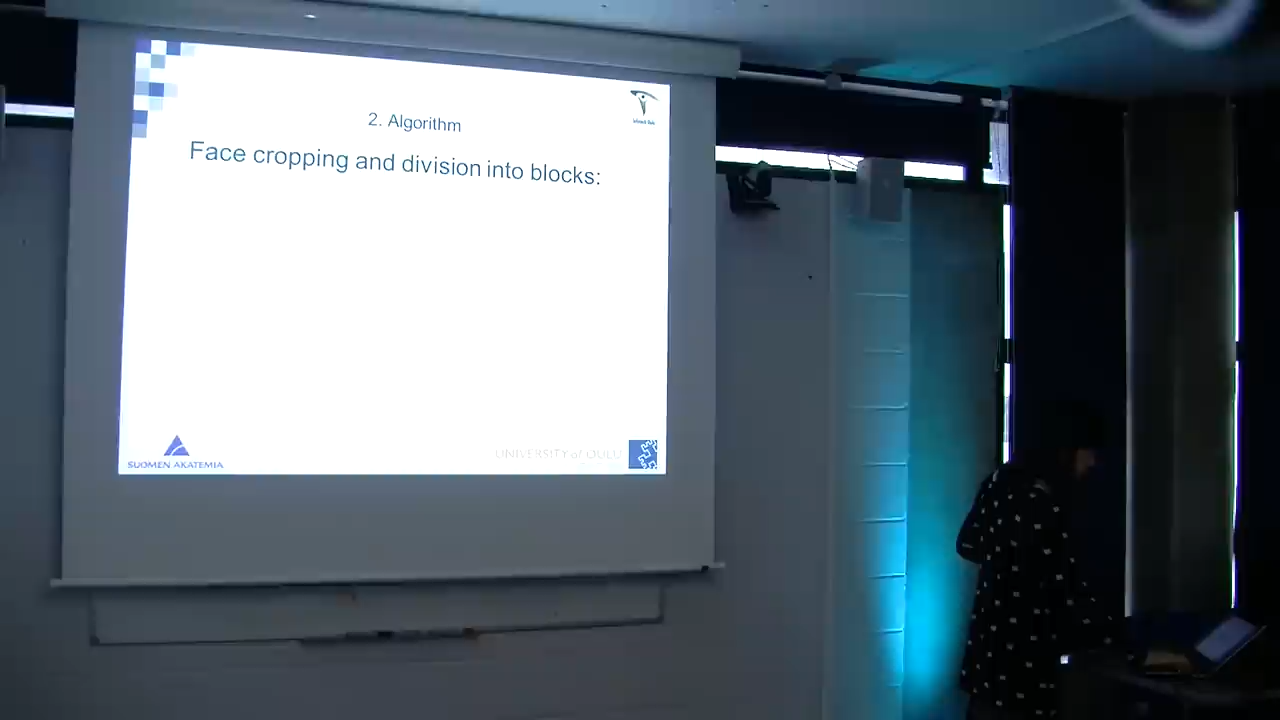 2. Algorithm
Face cropping and division into blocks:
SUOMEN AKATEMIA
UNIVERSITY of OULU